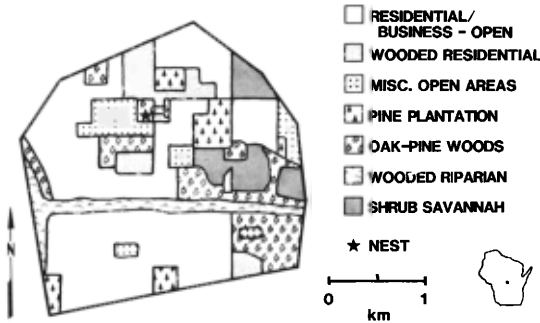 RESIDENTIAL/
BUSINESS - OPEN
WOODED RESIDENTIAL
MISC. OPEN AREAS
PINE PLANTATION
OAK-PINE WOODS
WOODED RIPARIAN
SHRUB SAVANNAH
NEST
N
0 1
km